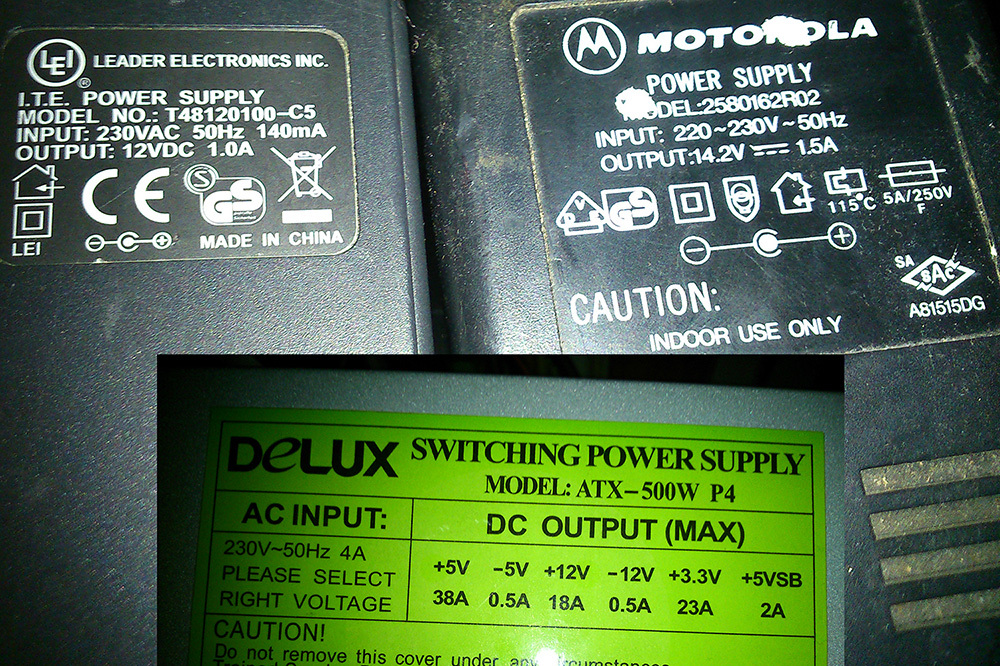 LEI
LEADER ELECTRONICS INC.
I.T.E. POWER SUPPLY
MODEL NO.: T48120100-C5
INPUT: 230VAC 50Hz 140mA
OUTPUT: 12VDC 1.0A
CE
S
GS
LEI
MADE IN CHINA
MOTOROLA
POWER SUPPLY
MODEL:2580162R02
INPUT: 220~230V~50Hz
OUTPUT:14.2V 1.5A
GS
115°C
5A/250V
F
CAUTION:
INDOOR USE ONLY
SA
SAC
A81515DG
DeLUX SWITCHING POWER SUPPLY
MODEL: ATX-500W P4
AC INPUT:
230V~50Hz 4A
PLEASE SELECT
RIGHT VOLTAGE
DC OUTPUT (MAX)
+5V -5V +12V -12V +3.3V +5VSB
38A 0.5A 18A 0.5A 23A 2A
CAUTION!
Do not remove this cover under any circumstances